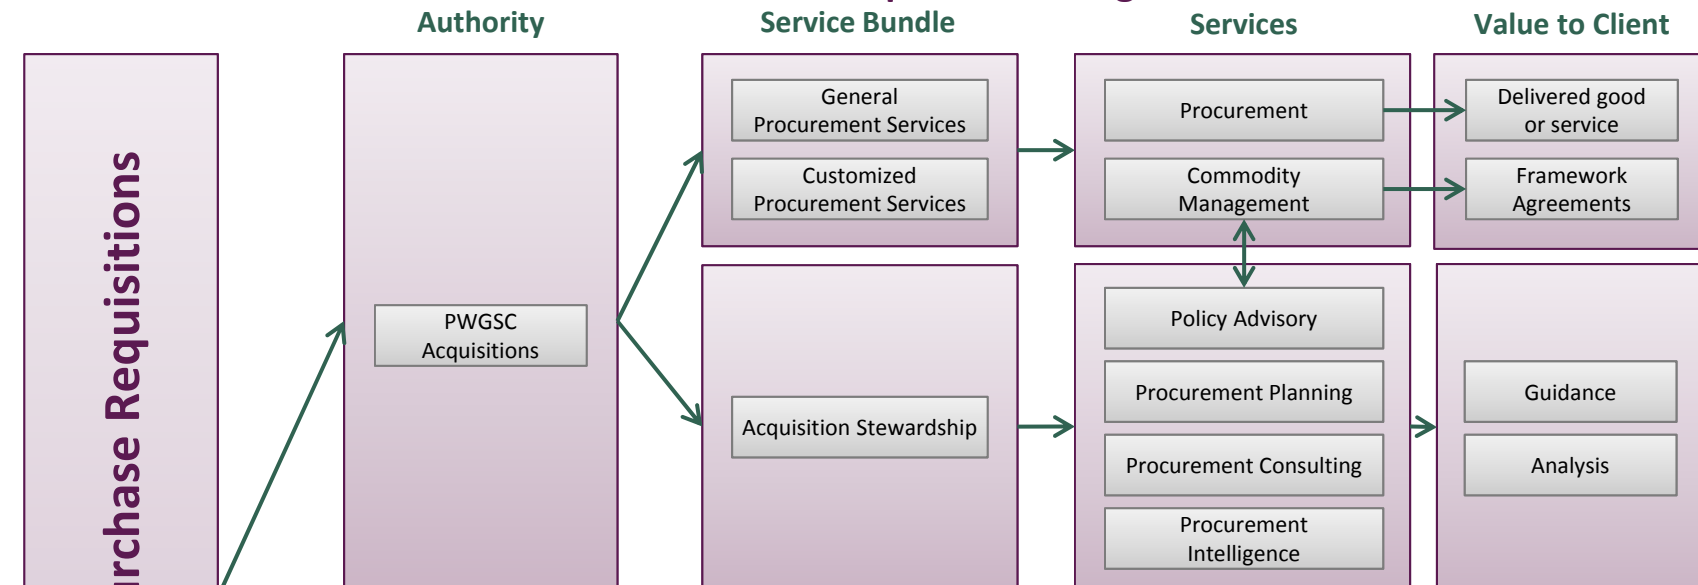 Authority
Service Bundle
Services
Value to Client
Requisitions
PWGSC
Acquisitions
General
Procurement Services
Customized
Procurement Services
Acquisition Stewardship
Procurement
Commodity
Management
Policy Advisory
Procurement Planning
Procurement Consulting
Procurement
Intelligence
Delivered good
or service
Framework
Agreements
Guidance
Analysis